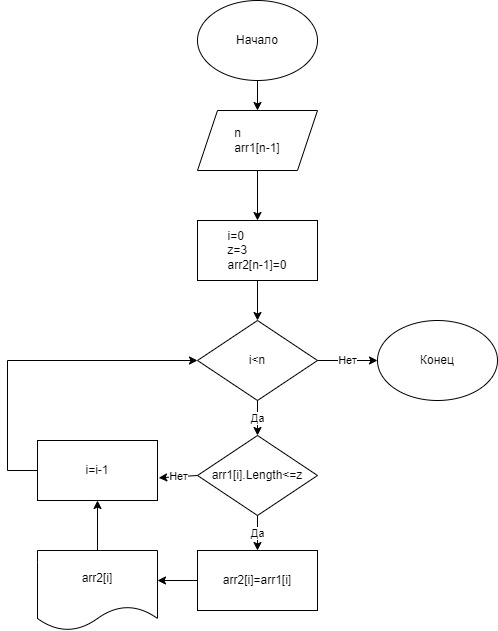 Начало
n
arr1[n-1]
i=0
z=3
arr2[n-1]=0
i<n
Нет
Конец
Да
arr1[i].Length<=z
Нет
i=i-1
Да
arr2[i]=arr1[i]
arr2[i]